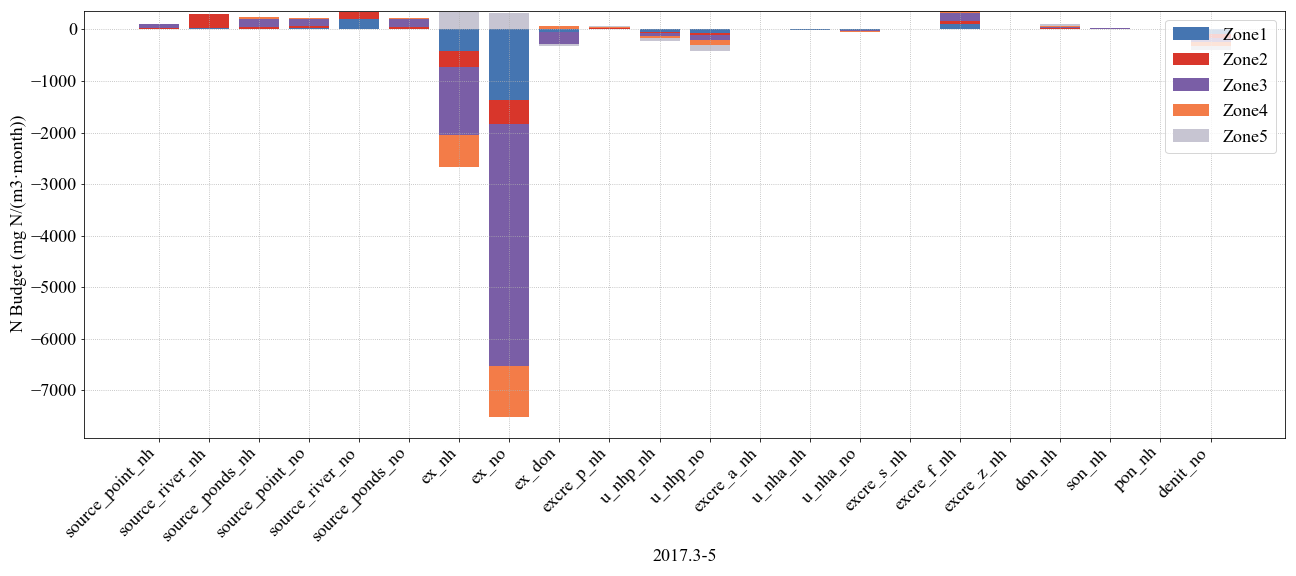 0
−1000
−2000
−3000
−4000
−5000
−6000
−7000
N Budget (mg N/(m3·month))
Zone1
Zone2
Zone3
Zone4
Zone5
source_point_nh
source_river_nh
source_ponds_nh
source_point_no
source_river_no
source_ponds_no
ex_nh
ex_no
ex_don
excre_p_nh
u_nhp_nh
u_nhp_no
excre_a_nh
u_nha_nh
u_nha_no
excre_s_nh
excre_f_nh
excre_z_nh
don_nh
son_nh
pon_nh
denit_no
2017.3-5